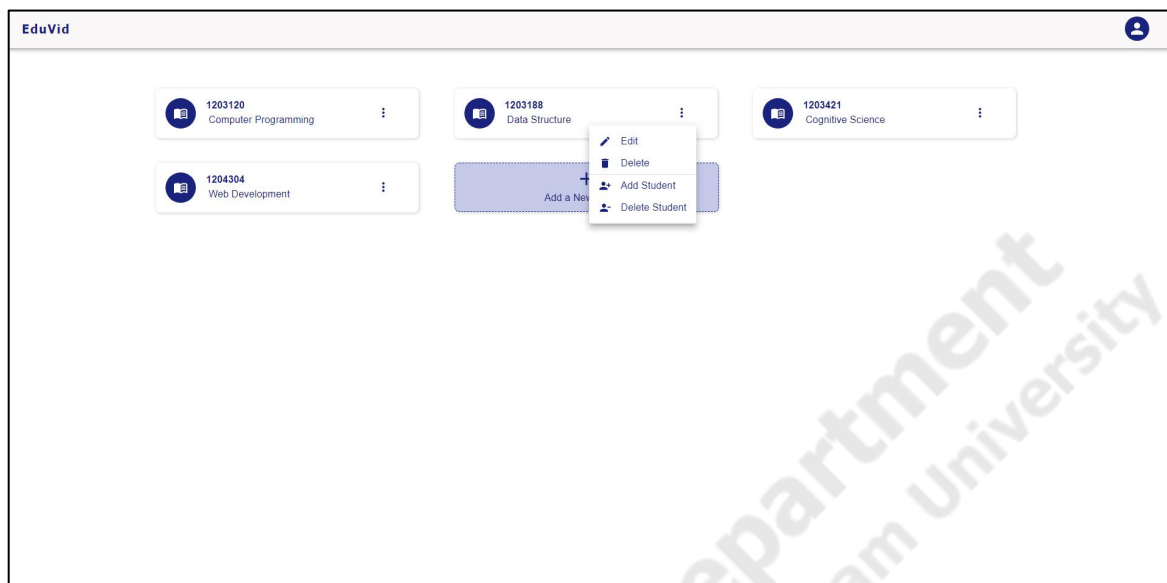 EduVid
1203120
Computer Programming
1203188
Data Structure
1203421
Cognitive Science
Edit
Delete
Add Student
Delete Student
1204304
Web Development
Add a New
University